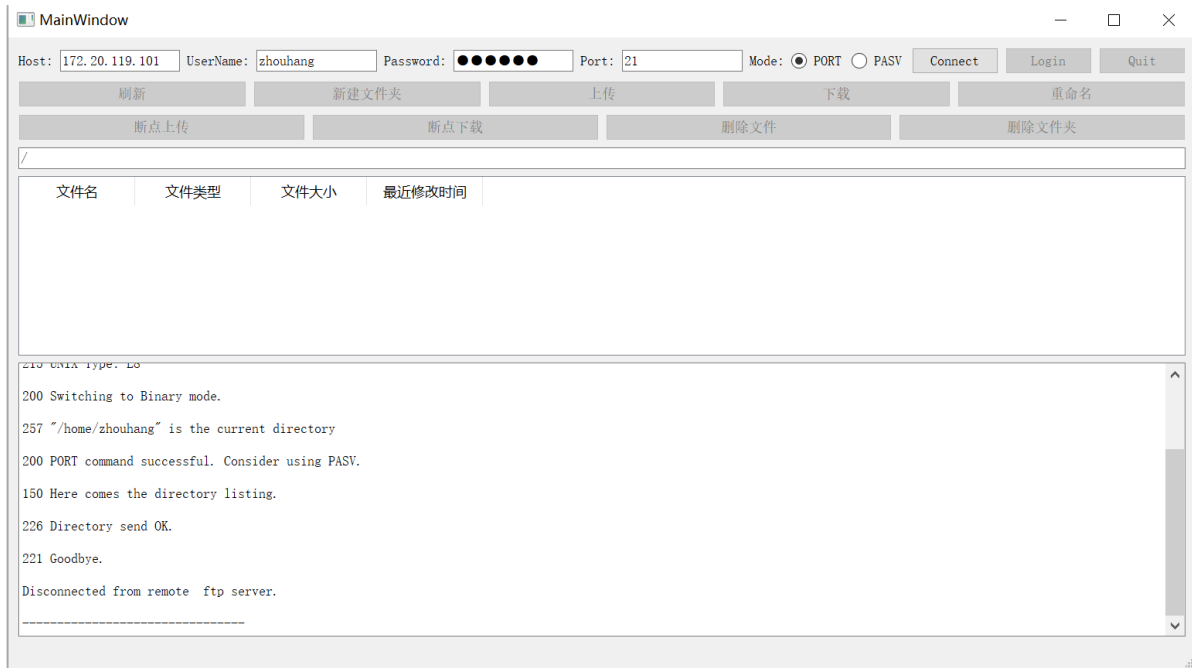 MainWindow
Host: 172.20.119.101 UserName: zhouhang Password: ●●●●●● Port: 21 Mode: PORT PASV Connect Login Quit
刷新 新建文件夹 上传 下载 重命名
断点上传 断点下载 删除文件 删除文件夹
/
文件名 文件类型 文件大小 最近修改时间
215 UNIX Type: L8
200 Switching to Binary mode.
257 "/home/zhouhang" is the current directory
200 PORT command successful. Consider using PASV.
150 Here comes the directory listing.
226 Directory send OK.
221 Goodbye.
Disconnected from remote  ftp server.
--------------------------------